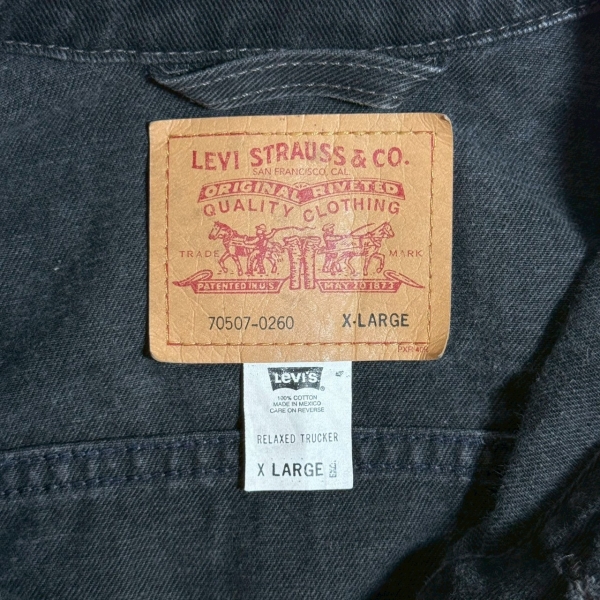 LEVI STRAUSS & CO.
SAN FRANCISCO, CAL.
ORIGINAL RIVETED
QUALITY CLOTHING
TRADE MARK
PATENTED IN U.S. MAY 20 1873
70507-0260 X-LARGE
Levi's
100% COTTON
MADE IN MEXICO
CARE ON REVERSE
RELAXED TRUCKER
X LARGE